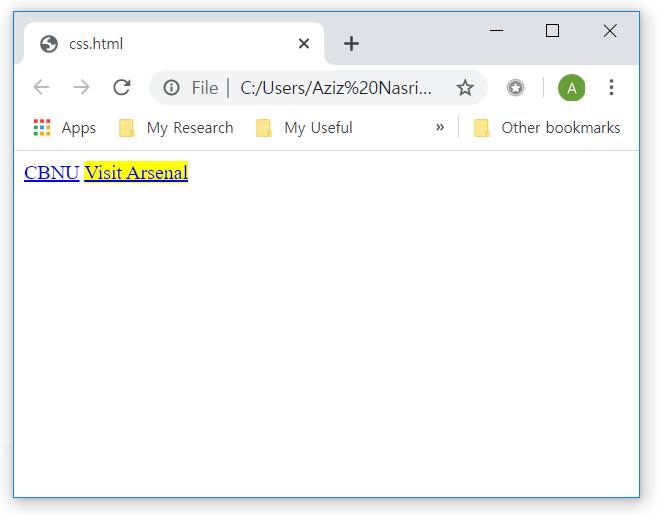 css.html
File C:/Users/Aziz%20Nasri... A
Apps My Research My Useful » Other bookmarks
CBNU Visit Arsenal